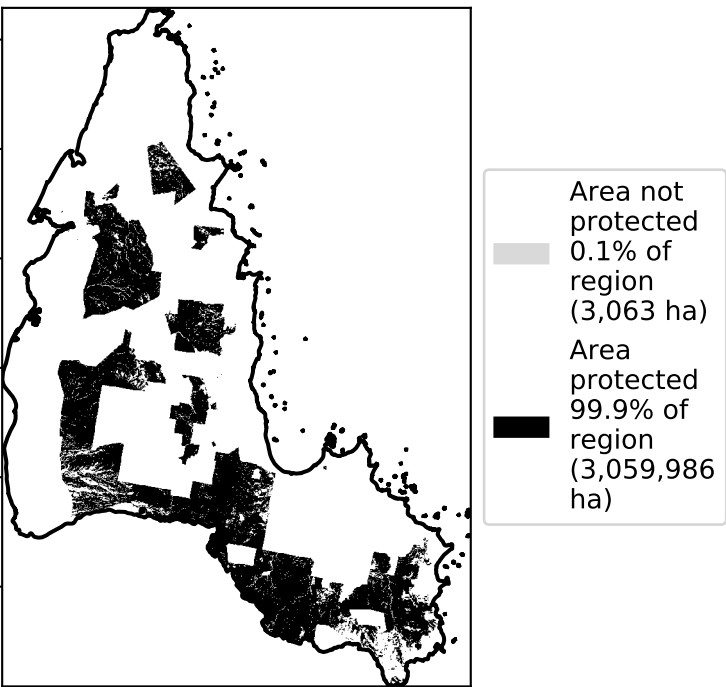 Area not
protected
0.1% of
region
(3,063 ha)
Area
protected
99.9% of
region
(3,059,986
ha)